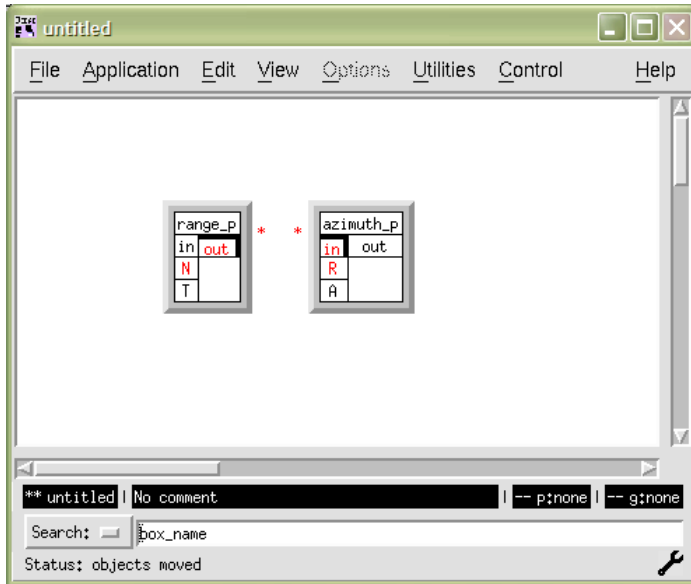 untitled
File Application Edit View Options Utilities Control Help
range_p azimuth_p
in out * * in out
N R
T A
** untitled | No comment | -- p:none | -- g:none
Search: box_name
Status: objects moved